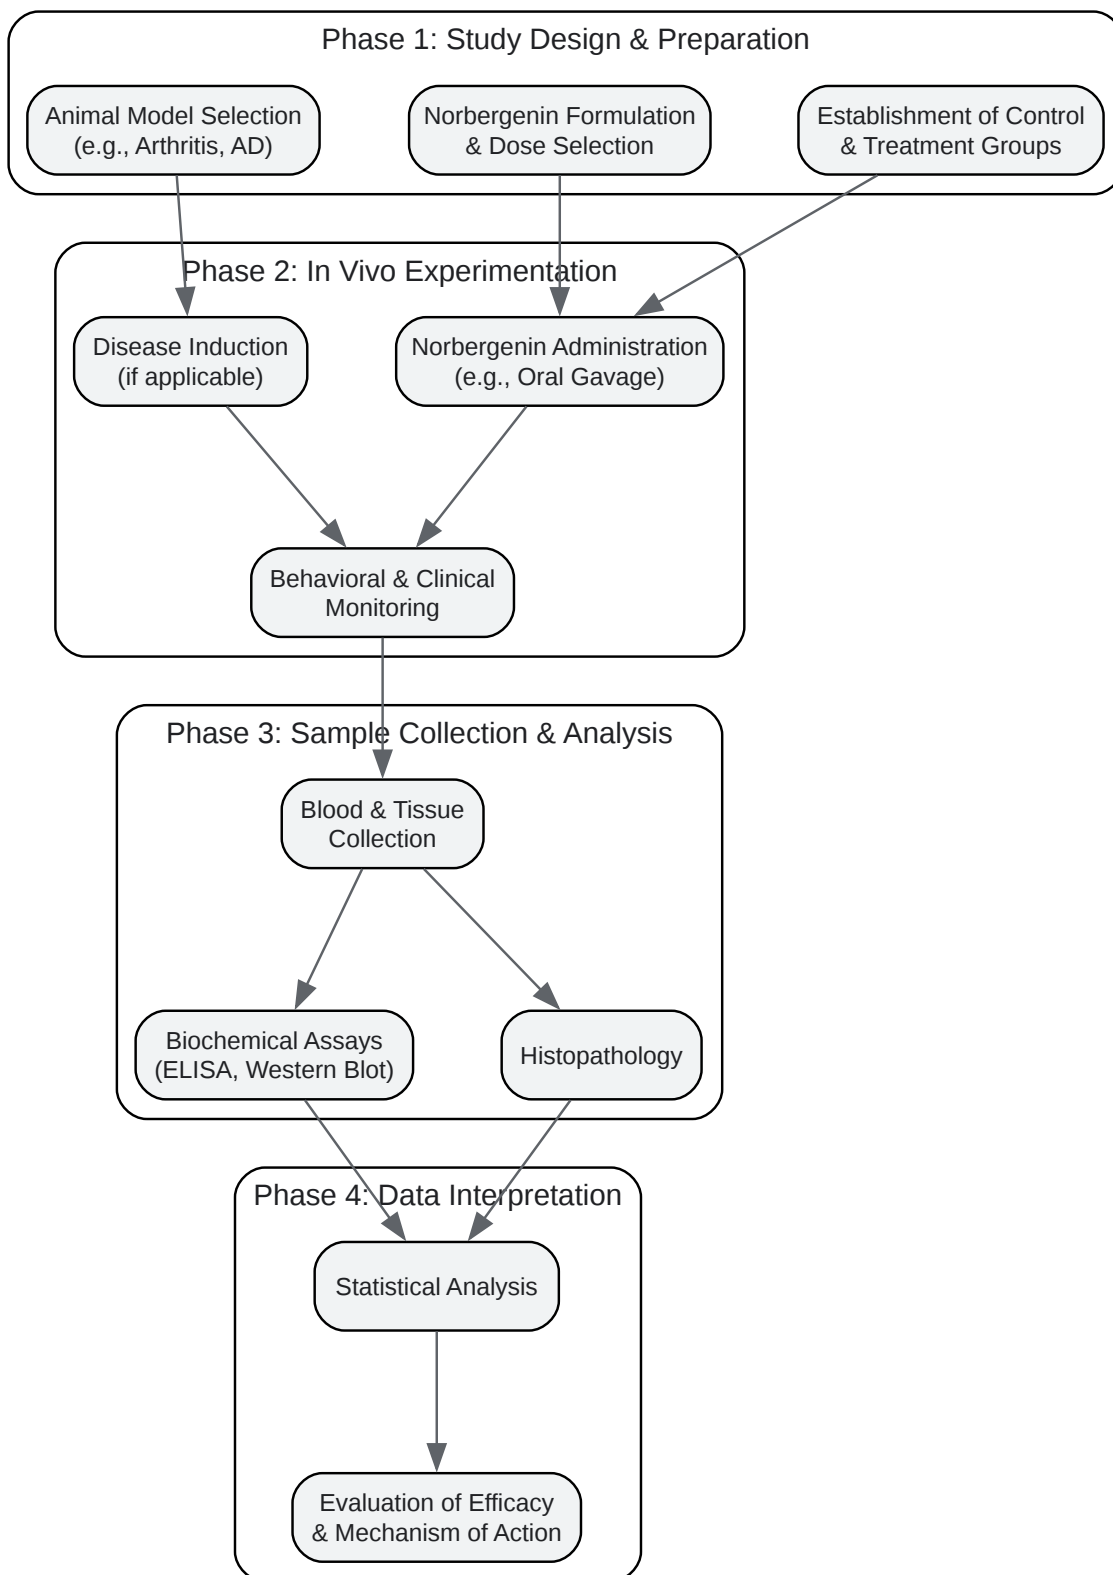 Phase 1: Study Design & Preparation
Animal Model Selection
(e.g., Arthritis, AD)
Norbergenin Formulation
& Dose Selection
Establishment of Control
& Treatment Groups
Phase 2: In Vivo Experimentation
Disease Induction
(if applicable)
Norbergenin Administration
(e.g., Oral Gavage)
Behavioral & Clinical
Monitoring
Phase 3: Sample Collection & Analysis
Blood & Tissue
Collection
Biochemical Assays
(ELISA, Western Blot)
Histopathology
Phase 4: Data Interpretation
Statistical Analysis
Evaluation of Efficacy
& Mechanism of Action